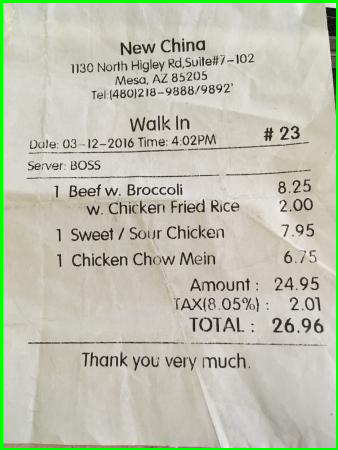 New China
1130 North Higley Rd,Suite#7-102
Mesa, AZ 85205
Tel:(480)218-9888/9892'
Walk In
Date: 03-12-2016 Time: 4:02PM # 23
Server: BOSS
1 Beef w. Broccoli 8.25
w. Chicken Fried Rice 2.00
1 Sweet / Sour Chicken 7.95
1 Chicken Chow Mein 6.75
Amount : 24.95
TAX(8.05%) : 2.01
TOTAL : 26.96
Thank you very much.